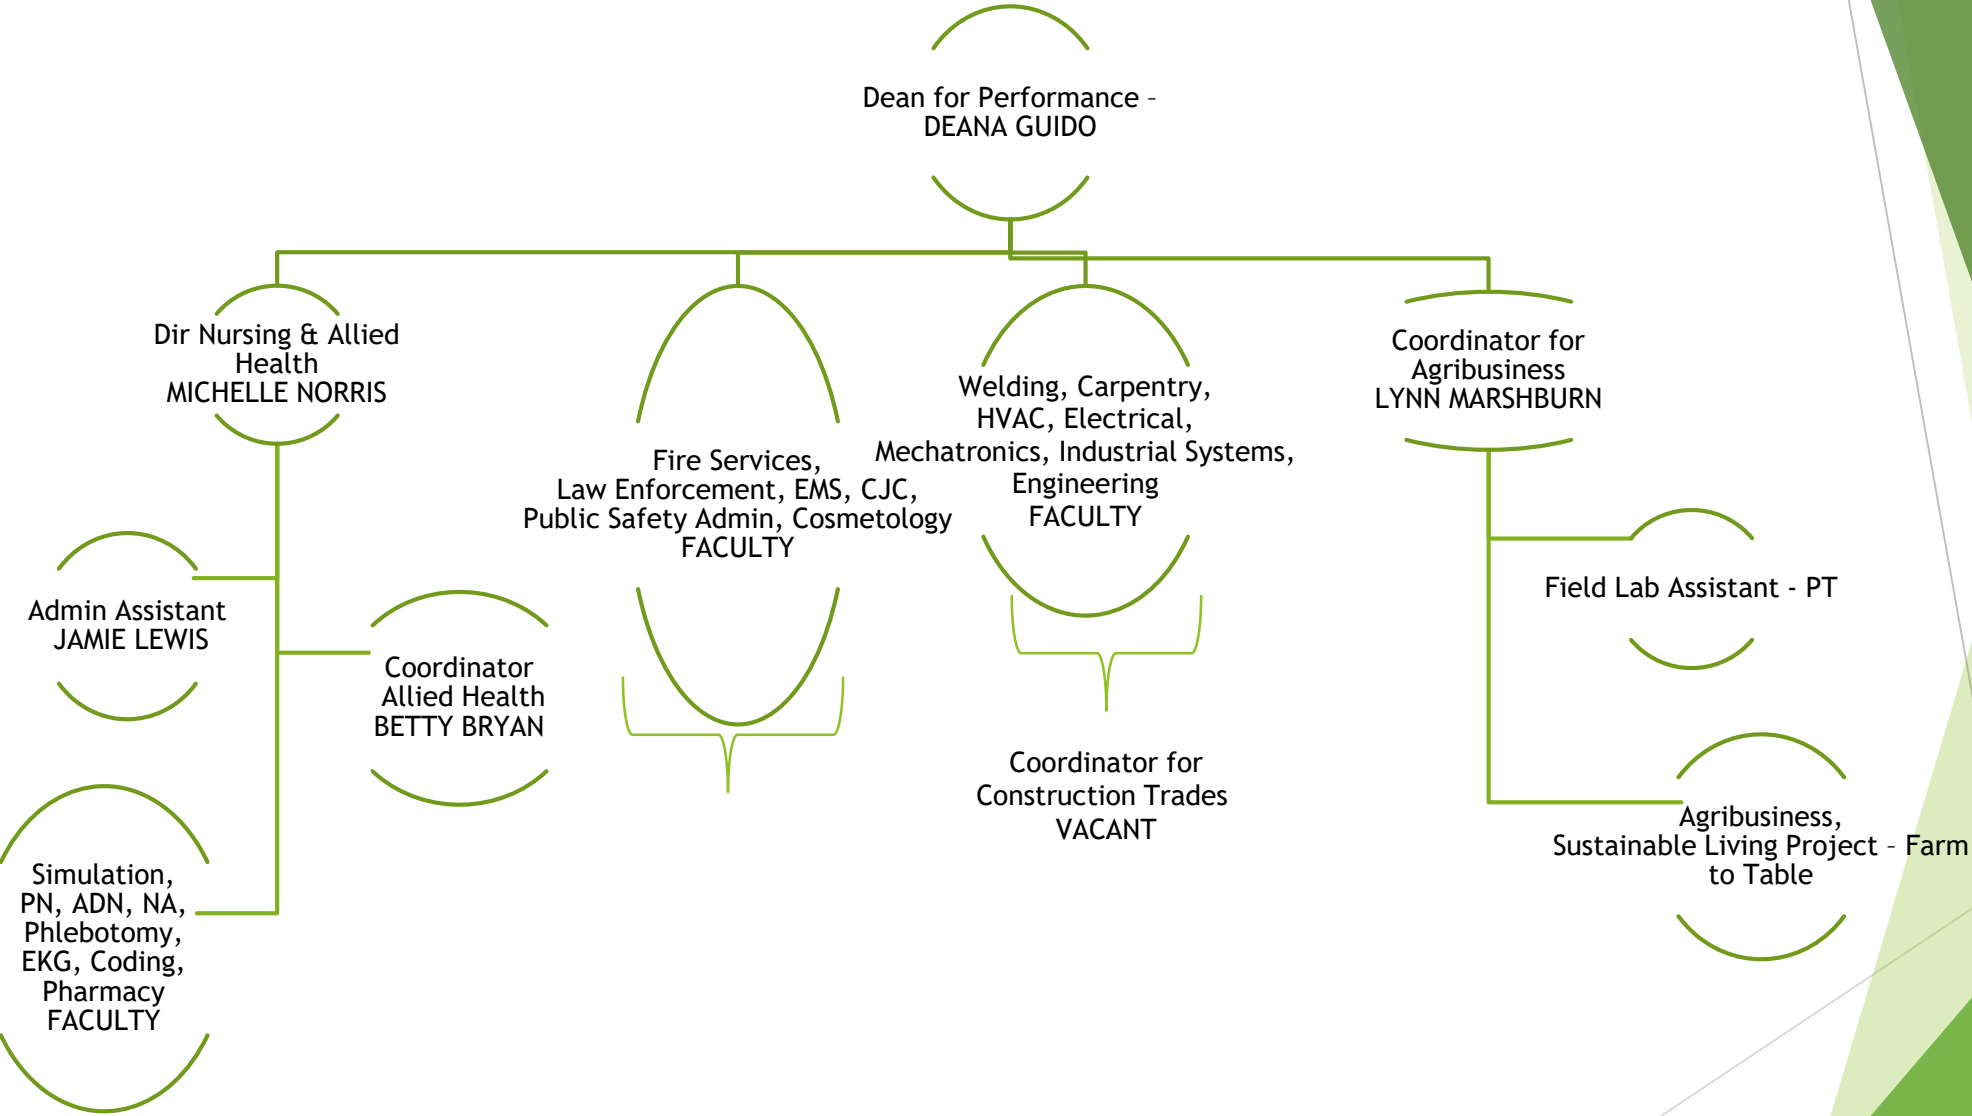 Dean for Performance –
DEANA GUIDO
Dir Nursing & Allied
Health
MICHELLE NORRIS
Fire Services,
Law Enforcement, EMS, CJC,
Public Safety Admin, Cosmetology
FACULTY
Welding, Carpentry,
HVAC, Electrical,
Mechatronics, Industrial Systems,
Engineering
FACULTY
Coordinator for
Agribusiness
LYNN MARSHBURN
Admin Assistant
JAMIE LEWIS
Coordinator
Allied Health
BETTY BRYAN
Simulation,
PN, ADN, NA,
Phlebotomy,
EKG, Coding,
Pharmacy
FACULTY
Coordinator for
Construction Trades
VACANT
Field Lab Assistant - PT
Agribusiness,
Sustainable Living Project – Farm
to Table